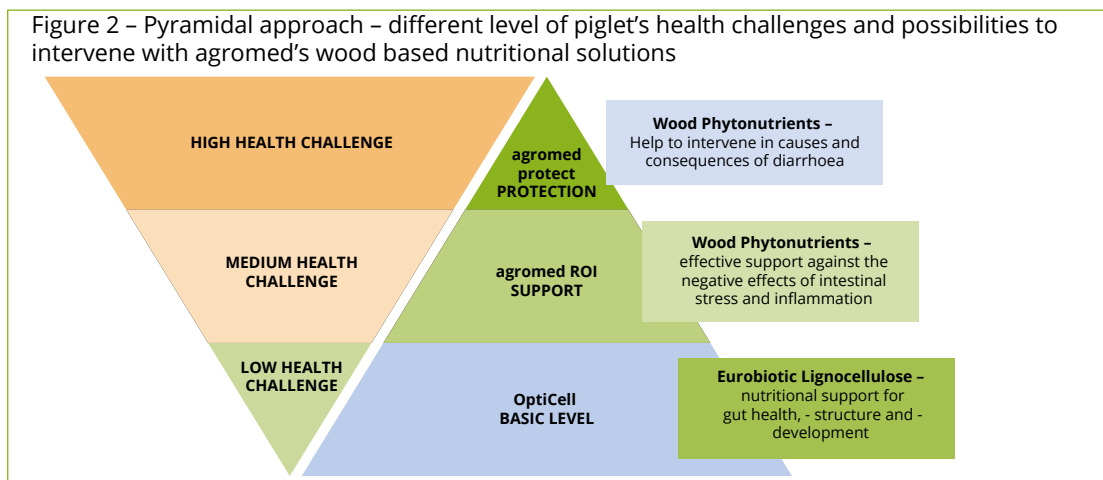 Figure 2 – Pyramidal approach – different level of piglet’s health challenges and possibilities to
intervene with agromed’s wood based nutritional solutions
HIGH HEALTH CHALLENGE
agromed
protect
PROTECTION
Wood Phytonutrients –
Help to intervene in causes and
consequences of diarrhoea
MEDIUM HEALTH
CHALLENGE
agromed ROI
SUPPORT
Wood Phytonutrients –
effective support against the
negative effects of intestinal
stress and inflammation
LOW HEALTH
CHALLENGE
OptiCell
BASIC LEVEL
Eurobiotic Lignocellulose –
nutritional support for
gut health, - structure and -
development